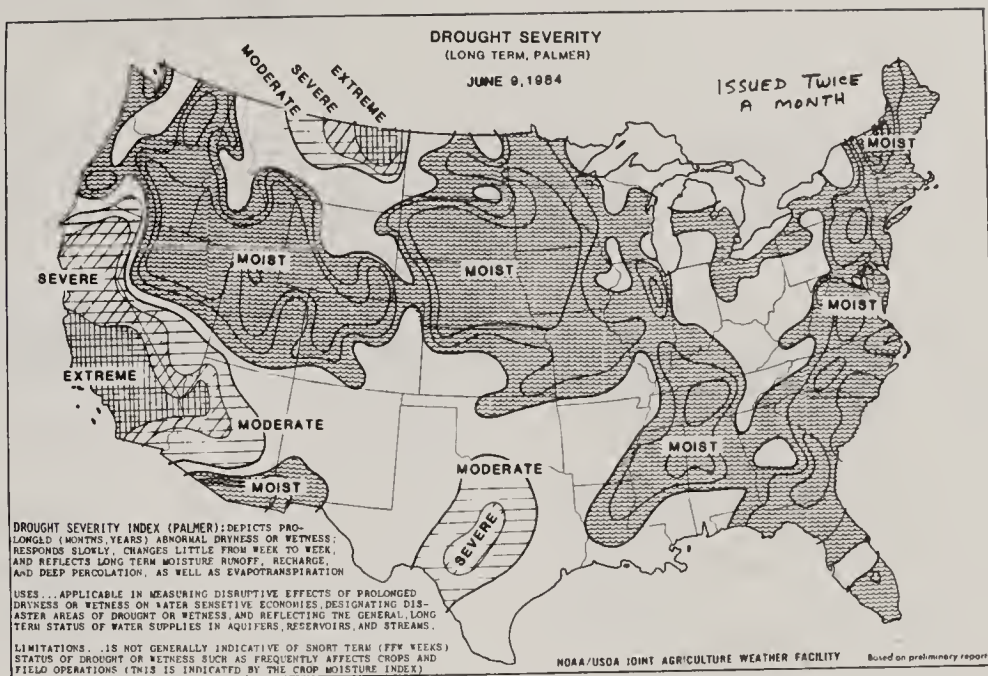 DROUGHT SEVERITY
(LONG TERM, PALMER)
JUNE 9, 1984
ISSUED TWICE
A MONTH
MODERATE
SEVERE
EXTREME
MOIST
MOIST
MOIST
MOIST
SEVERE
EXTREME
MODERATE
MOIST
MODERATE
SEVERE
MOIST
DROUGHT SEVERITY INDEX (PALMER): DEPICTS PRO-
LONGED (MONTHS, YEARS) ABNORMAL DRYNESS OR WETNESS;
RESPONDS SLOWLY, CHANGES LITTLE FROM WEEK TO WEEK,
AND REFLECTS LONG TERM MOISTURE RUNOFF, RECHARGE,
AND DEEP PERCOLATION, AS WELL AS EVAPOTRANSPIRATION
USES...APPLICABLE IN MEASURING DISRUPTIVE EFFECTS OF PROLONGED
DRYNESS OR WETNESS ON WATER SENSETIVE ECONOMIES, DESIGNATING DIS-
ASTER AREAS OF DROUGHT OR WETNESS, AND REFLECTING THE GENERAL, LONG
TERM STATUS OF WATER SUPPLIES IN AQUIFERS, RESERVOIRS, AND STREAMS.
LIMITATIONS...IS NOT GENERALLY INDICATIVE OF SHORT TERM (FEW WEEKS)
STATUS OF DROUGHT OR WETNESS SUCH AS FREQUENTLY AFFECTS CROPS AND
FIELD OPERATIONS (THIS IS INDICATED BY THE CROP MOISTURE INDEX)
NOAA/USDA JOINT AGRICULTURE WEATHER FACILITY
Based on preliminary report